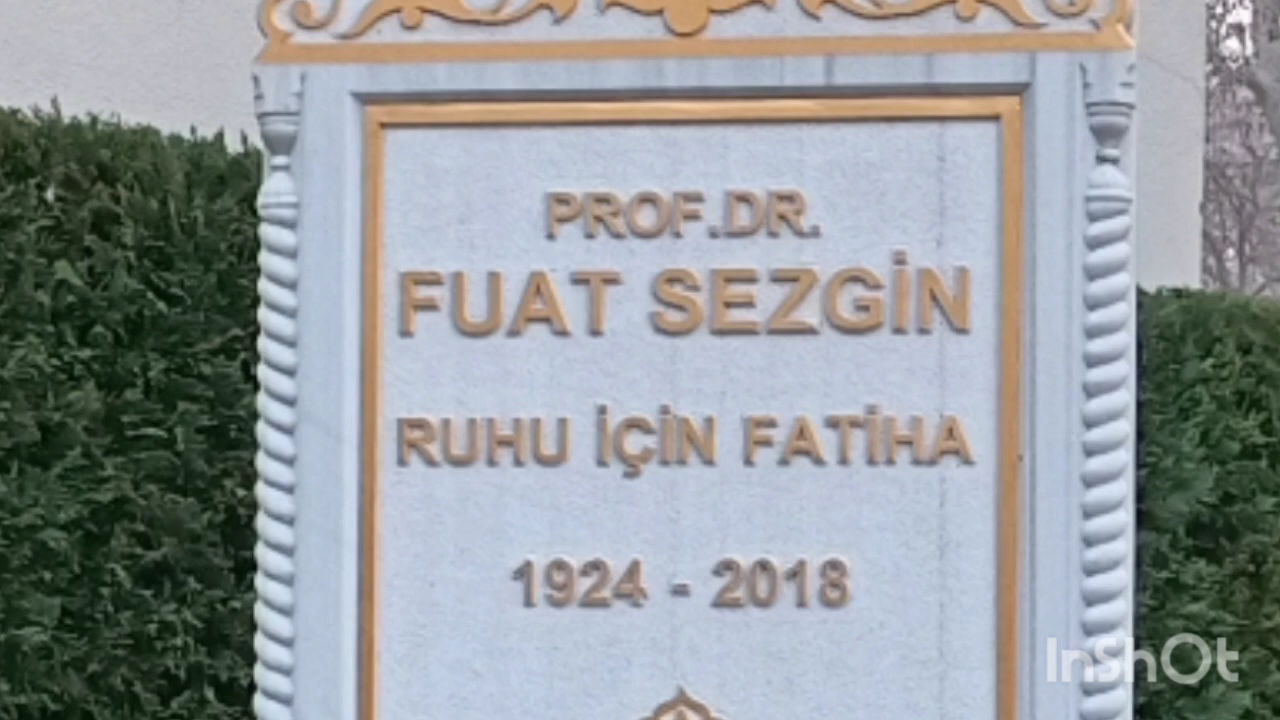 PROF.DR.
FUAT SEZGİN
RUHU İÇİN FATİHA
1924 - 2018
InShOt